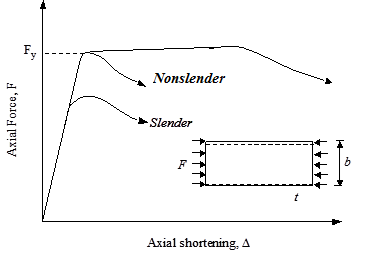 Axial Force, F
Fy
Nonslender
Slender
F
b
t
Axial shortening, Δ